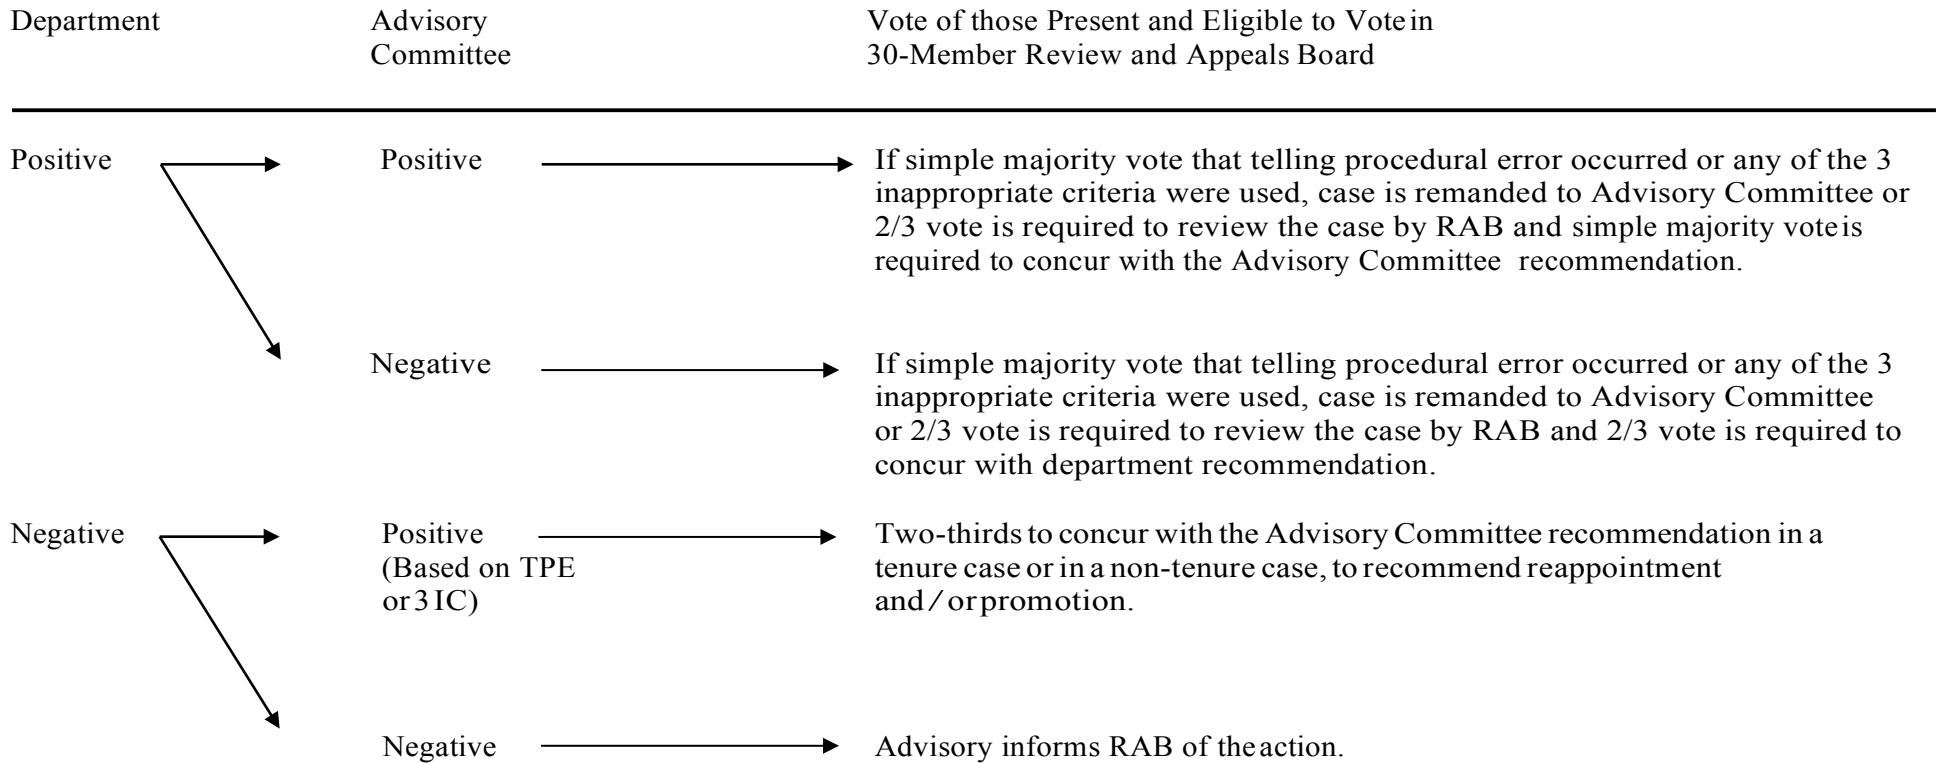 Department
Advisory
Committee
Vote of those Present and Eligible to Vote in
30-Member Review and Appeals Board
Positive
Positive
If simple majority vote that telling procedural error occurred or any of the 3
inappropriate criteria were used, case is remanded to Advisory Committee or
2/3 vote is required to review the case by RAB and simple majority vote is
required to concur with the Advisory Committee recommendation.
Negative
If simple majority vote that telling procedural error occurred or any of the 3
inappropriate criteria were used, case is remanded to Advisory Committee
or 2/3 vote is required to review the case by RAB and 2/3 vote is required to
concur with department recommendation.
Negative
Positive
(Based on TPE
or 3 IC)
Two-thirds to concur with the Advisory Committee recommendation in a
tenure case or in a non-tenure case, to recommend reappointment
and/or promotion.
Negative
Advisory informs RAB of the action.